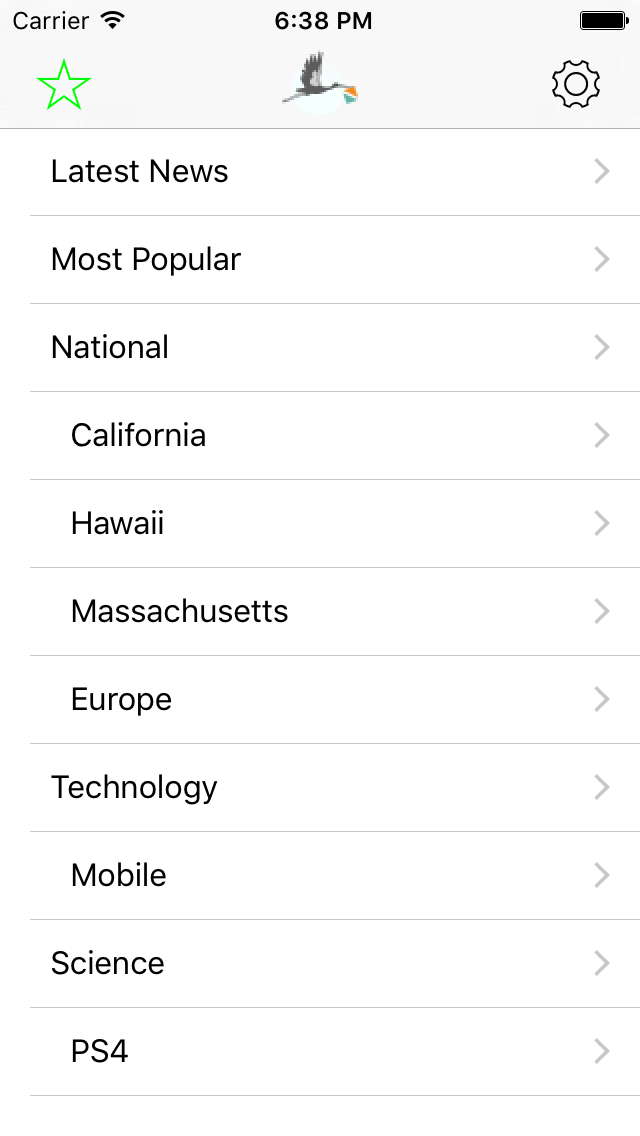 Carrier 6:38 PM
Latest News
Most Popular
National
California
Hawaii
Massachusetts
Europe
Technology
Mobile
Science
PS4